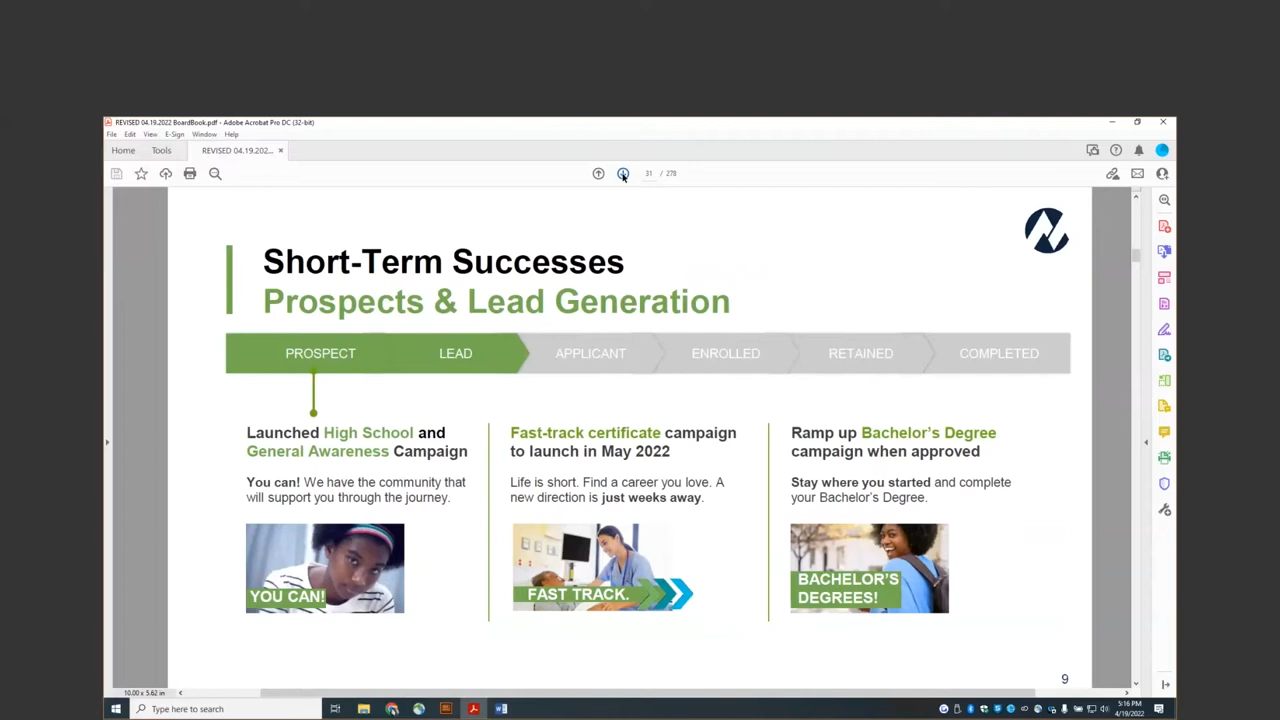 REVISED 04.19.2022 BoardBook.pdf - Adobe Acrobat Pro DC (32-bit)
File Edit View E-Sign Window Help
Home Tools REVISED 04.19.202... ×
31 / 278
Short-Term Successes
Prospects & Lead Generation
PROSPECT LEAD APPLICANT ENROLLED RETAINED COMPLETED
Launched High School and
General Awareness Campaign
You can! We have the community that
will support you through the journey.
YOU CAN!
Fast-track certificate campaign
to launch in May 2022
Life is short. Find a career you love. A
new direction is just weeks away.
FAST TRACK.
Ramp up Bachelor's Degree
campaign when approved
Stay where you started and complete
your Bachelor's Degree.
BACHELOR'S
DEGREES!
9
10.00 x 5.62 in
Type here to search
5:16 PM
4/19/2022